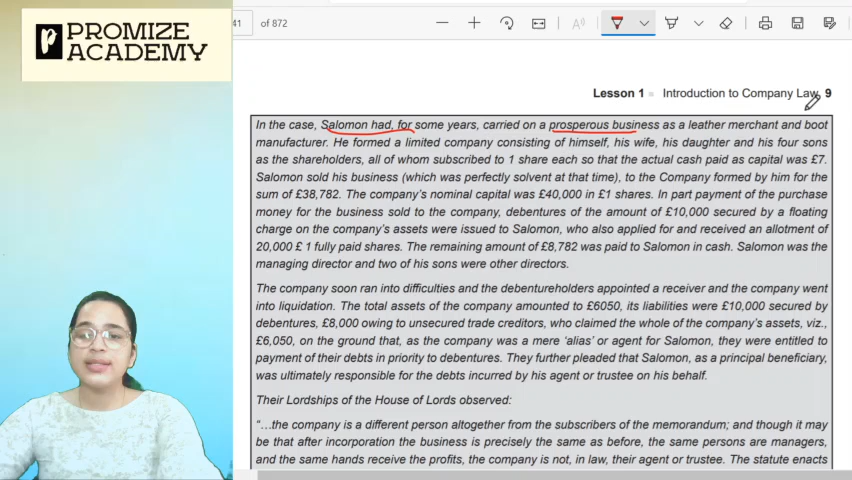 PROMIZE
ACADEMY
41 of 872
Lesson 1 Introduction to Company Law 9
In the case, Salomon had, for some years, carried on a prosperous business as a leather merchant and boot
manufacturer. He formed a limited company consisting of himself, his wife, his daughter and his four sons
as the shareholders, all of whom subscribed to 1 share each so that the actual cash paid as capital was £7.
Salomon sold his business (which was perfectly solvent at that time), to the Company formed by him for the
sum of £38,782. The company's nominal capital was £40,000 in £1 shares. In part payment of the purchase
money for the business sold to the company, debentures of the amount of £10,000 secured by a floating
charge on the company's assets were issued to Salomon, who also applied for and received an allotment of
20,000 £ 1 fully paid shares. The remaining amount of £8,782 was paid to Salomon in cash. Salomon was the
managing director and two of his sons were other directors.
The company soon ran into difficulties and the debentureholders appointed a receiver and the company went
into liquidation. The total assets of the company amounted to £6050, its liabilities were £10,000 secured by
debentures, £8,000 owing to unsecured trade creditors, who claimed the whole of the company's assets, viz.,
£6,050, on the ground that, as the company was a mere 'alias' or agent for Salomon, they were entitled to
payment of their debts in priority to debentures. They further pleaded that Salomon, as a principal beneficiary,
was ultimately responsible for the debts incurred by his agent or trustee on his behalf.
Their Lordships of the House of Lords observed:
"…the company is a different person altogether from the subscribers of the memorandum; and though it may
be that after incorporation the business is precisely the same as before, the same persons are managers,
and the same hands receive the profits, the company is not, in law, their agent or trustee. The statute enacts